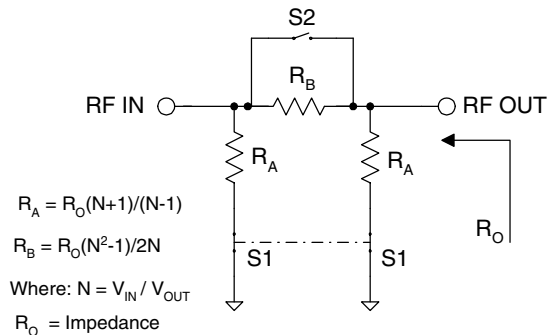 S2
R_B
RF IN
RF OUT
R_A
R_A
R_A = R_O(N+1)/(N-1)
R_O
R_B = R_O(N²-1)/2N
S1
S1
Where: N = V_IN / V_OUT
R_O = Impedance